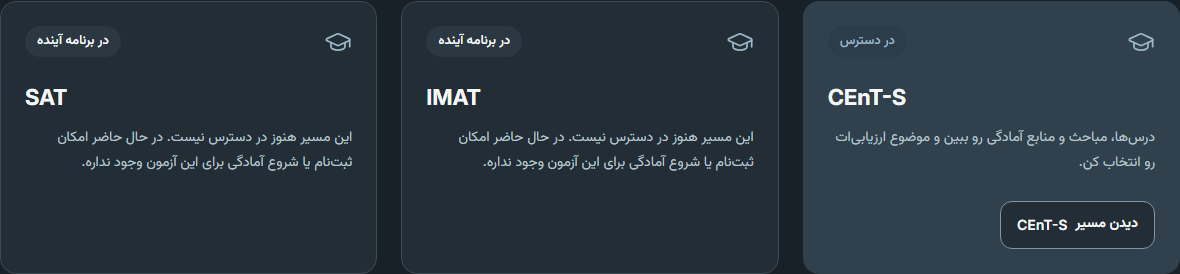 در دسترس
CEnT-S
درس‌ها، مباحث و منابع آمادگی رو ببین و موضوع ارزیابی‌ات
رو انتخاب کن.
دیدن مسیر CEnT-S
در برنامه آینده
IMAT
این مسیر هنوز در دسترس نیست. در حال حاضر امکان
ثبت‌نام یا شروع آمادگی برای این آزمون وجود نداره.
در برنامه آینده
SAT
این مسیر هنوز در دسترس نیست. در حال حاضر امکان
ثبت‌نام یا شروع آمادگی برای این آزمون وجود نداره.